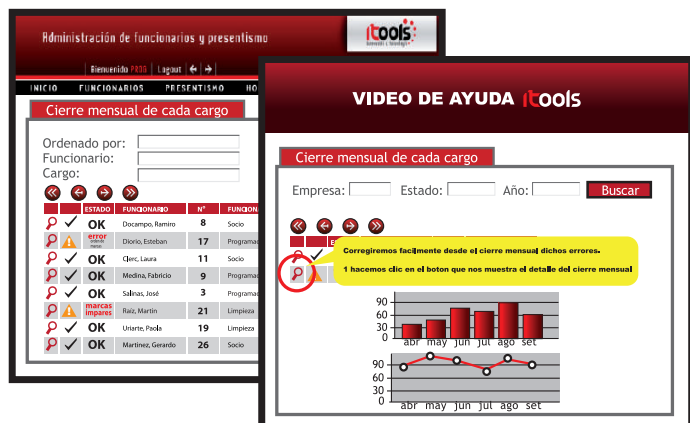 Administración de funcionarios y presentismo
itools
Bienvenido PROG | Logout
INICIO FUNCIONARIOS PRESENTISMO HO
Cierre mensual de cada cargo
Ordenado por:
Funcionario:
Cargo:
ESTADO FUNCIONARIO N° FUNCION
OK Docampo, Ramiro 8 Socio
error Diorio, Esteban 17 Programad
OK Clerc, Laura 11 Socio
OK Medina, Fabricio 9 Programad
OK Salinas, José 3 Programad
marcas impares Raíz, Martin 21 Limpieza
OK Uriarte, Paola 19 Limpieza
OK Martinez, Gerardo 26 Socio
VIDEO DE AYUDA itools
Cierre mensual de cada cargo
Empresa: Estado: Año: Buscar
Corregiremos facilmente desde el cierre mensual dichos errores.
1 hacemos clic en el boton que nos muestra el detalle del cierre mensual
90
60
30
0
abr may jun jul ago set
90
60
30
0
abr may jun jul ago set